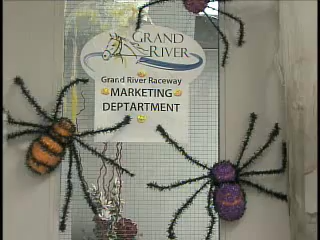 GRAND
RIVER
Grand River Raceway
MARKETING
DEPTARTMENT